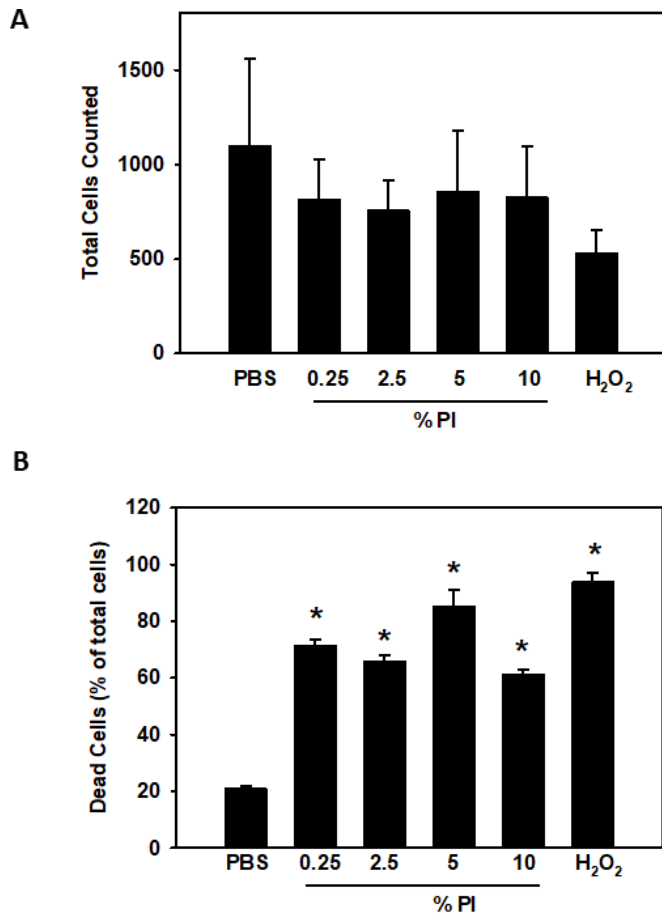 A
Total Cells Counted
1500
1000
500
0
PBS 0.25 2.5 5 10 H₂O₂
% PI
B
Dead Cells (% of total cells)
120
100
80
60
40
20
0
* * * * *
PBS 0.25 2.5 5 10 H₂O₂
% PI